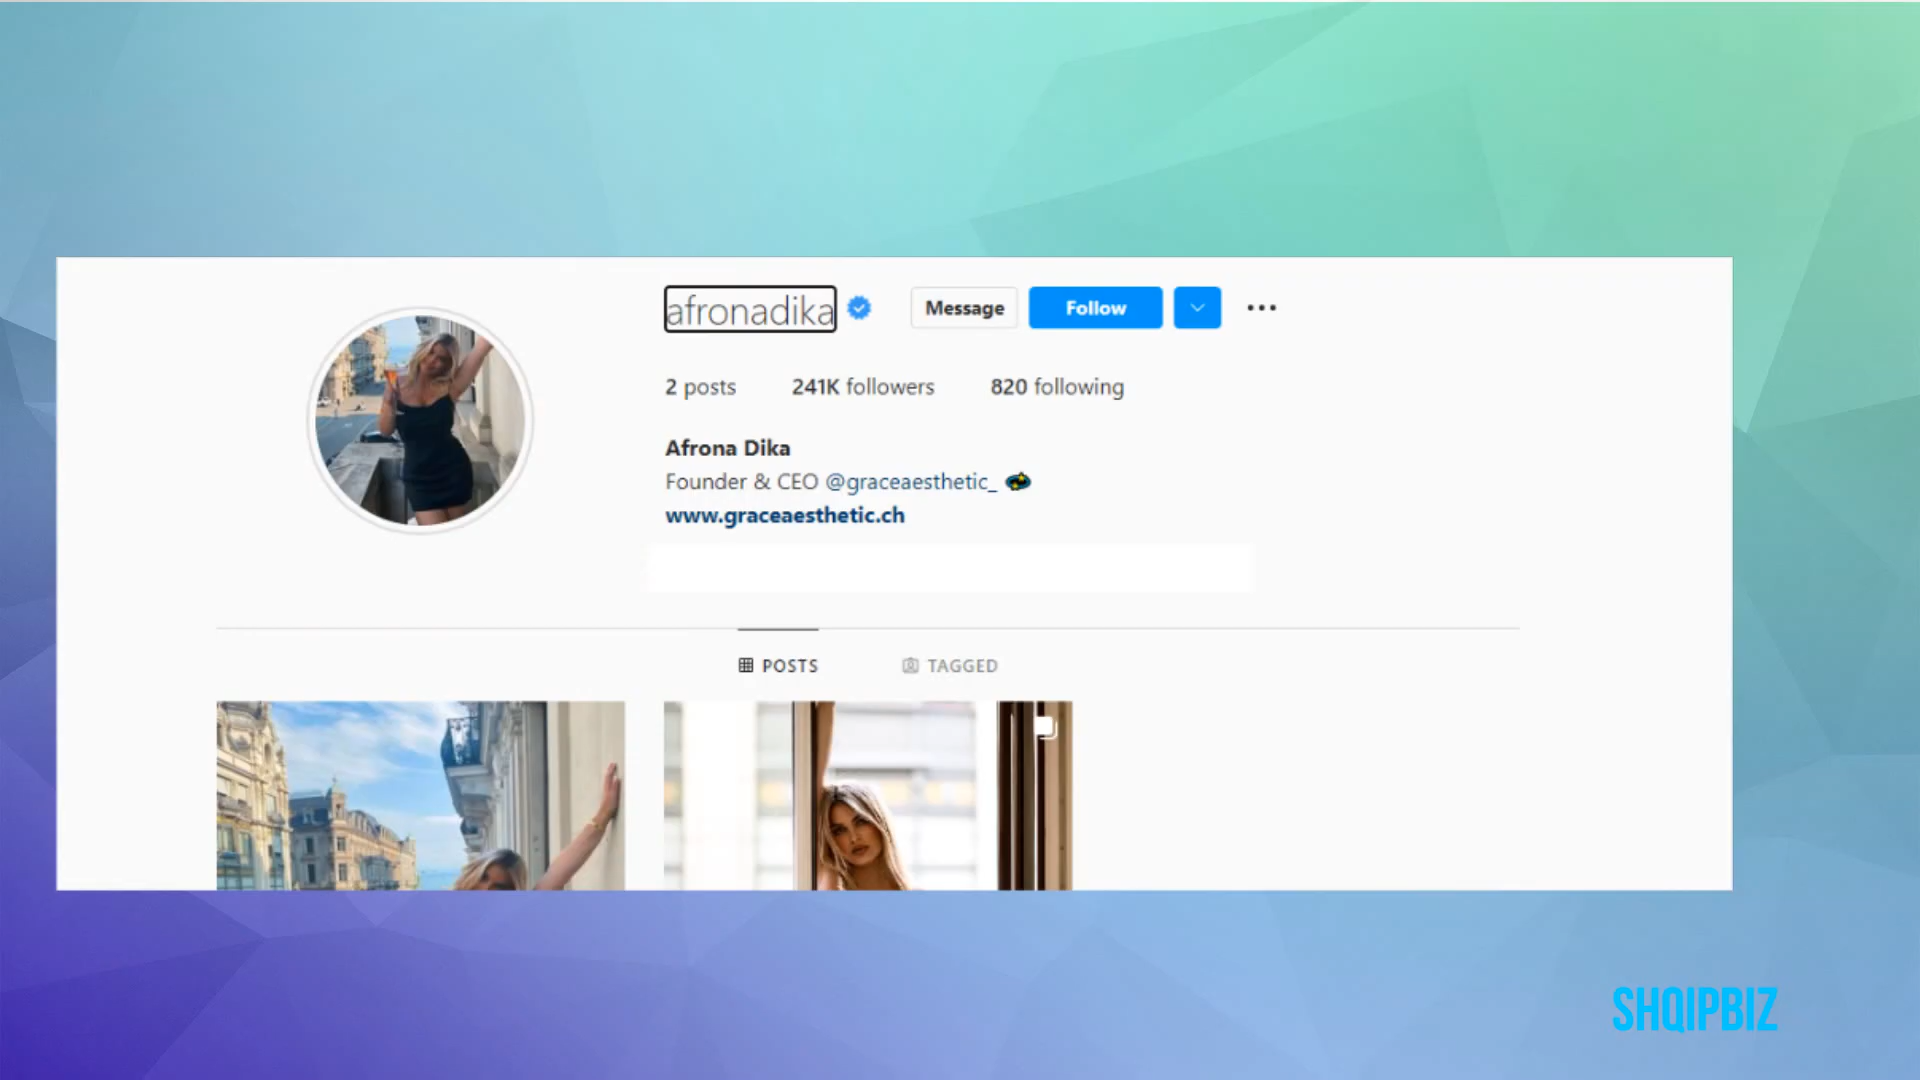 afronadika Message Follow
2 posts 241K followers 820 following
Afrona Dika
Founder & CEO @graceaesthetic_
www.graceaesthetic.ch
POSTS TAGGED
SHQIPBIZ